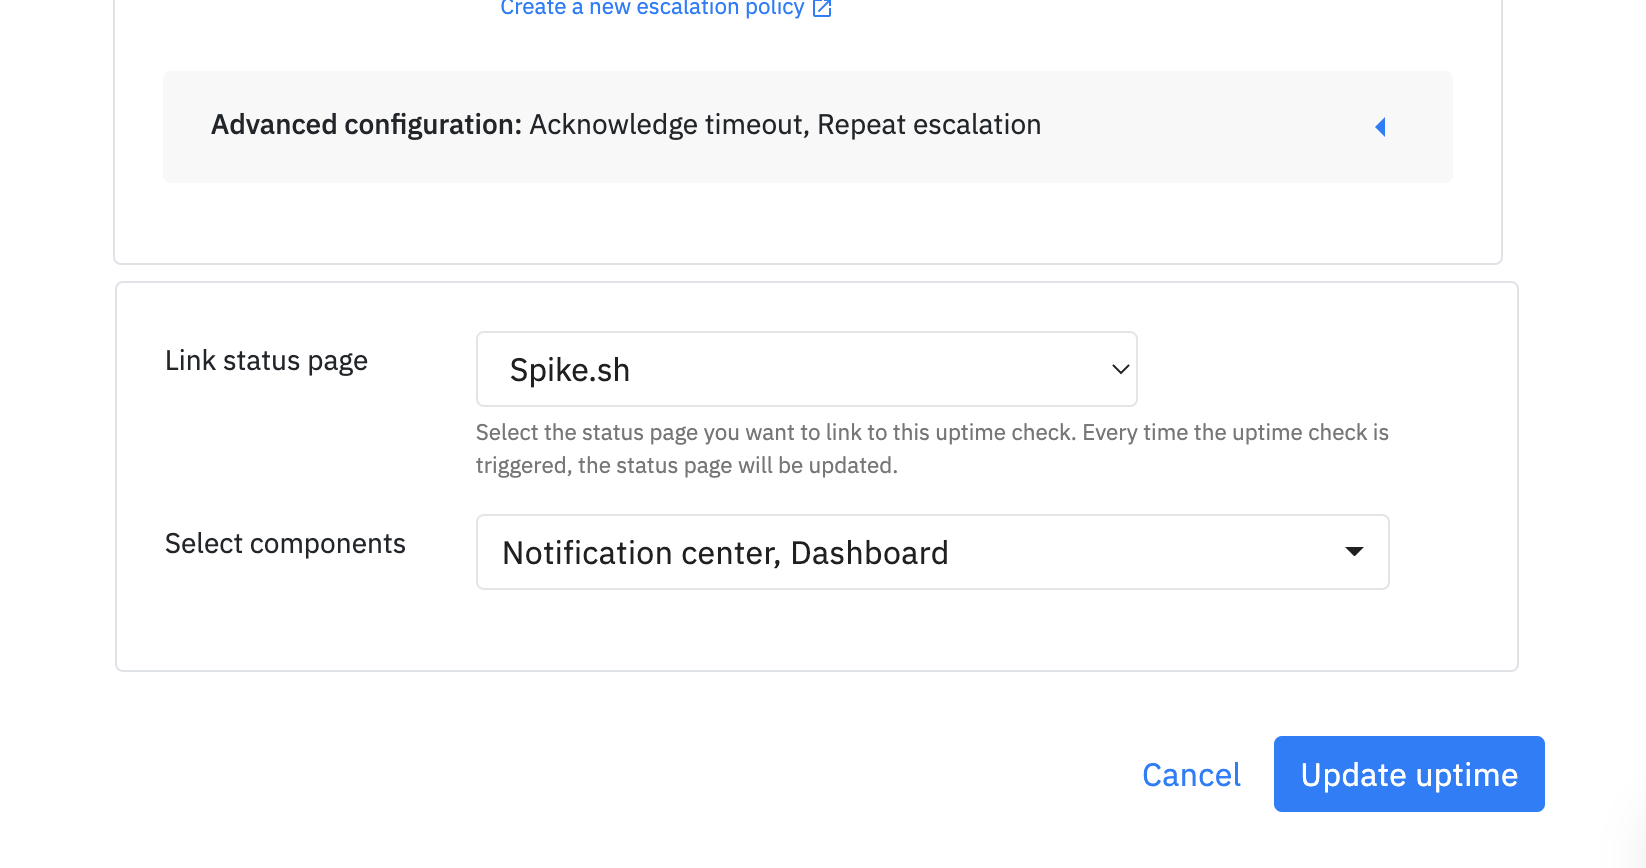 Create a new escalation policy
Advanced configuration: Acknowledge timeout, Repeat escalation
Link status page
Spike.sh
Select the status page you want to link to this uptime check. Every time the uptime check is
triggered, the status page will be updated.
Select components
Notification center, Dashboard
Cancel
Update uptime